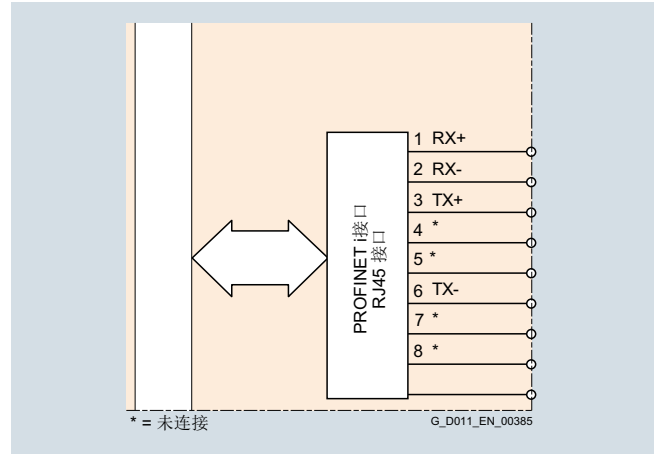 1 RX+
2 RX-
3 TX+
4 *
5 *
6 TX-
7 *
8 *
PROFINET i接口
RJ45 接口
* = 未连接
G_D011_EN_00385